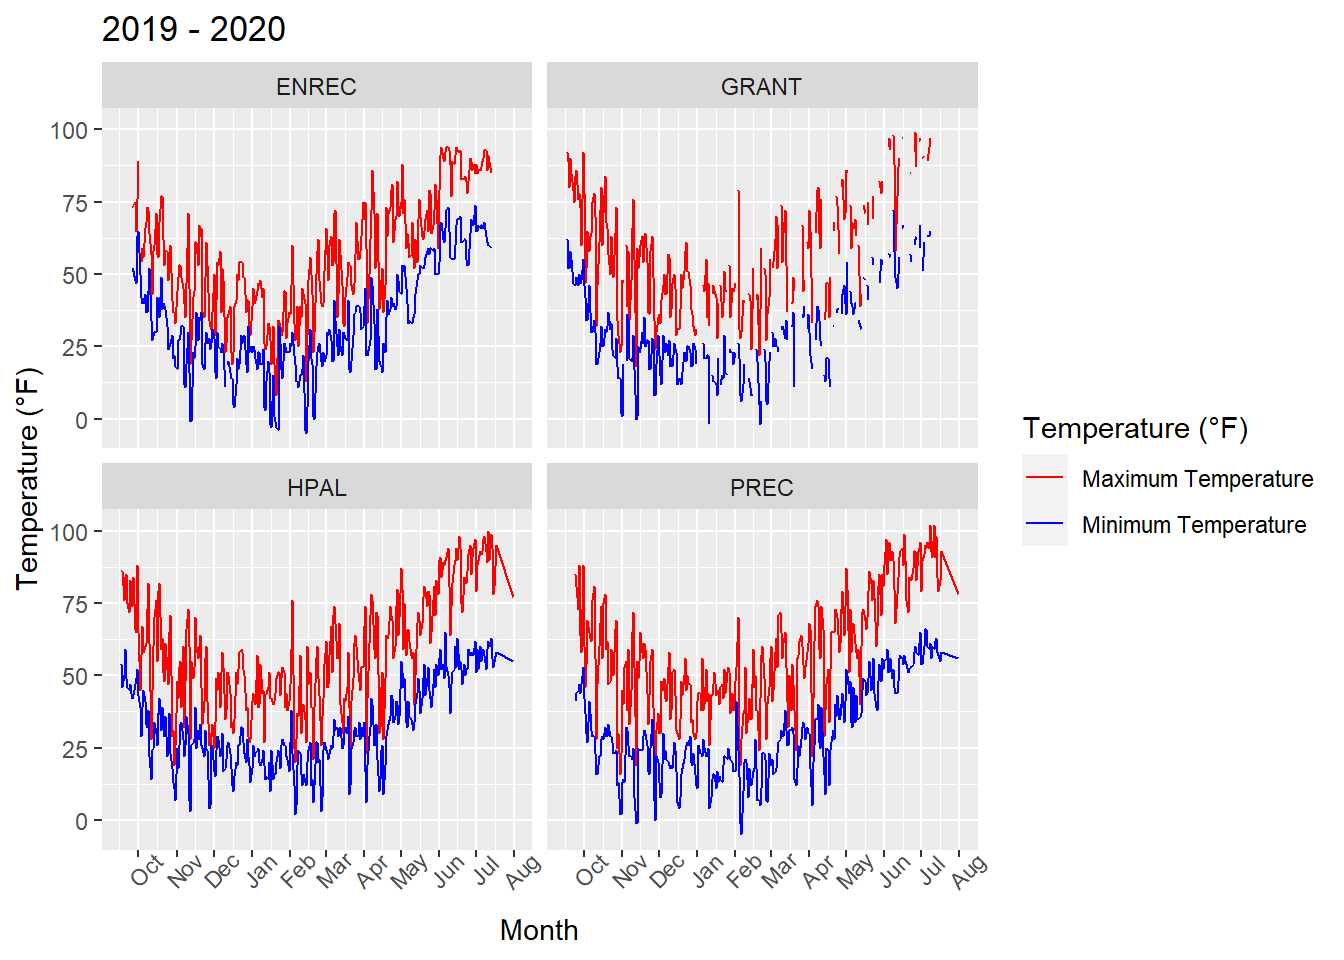 2019 - 2020
ENREC
GRANT
100
75
50
25
0
HPAL
PREC
100
75
50
25
0
Oct Nov Dec Jan Feb Mar Apr May Jun Jul Aug
Oct Nov Dec Jan Feb Mar Apr May Jun Jul Aug
Month
Temperature (°F)
Temperature (°F)
Maximum Temperature
Minimum Temperature